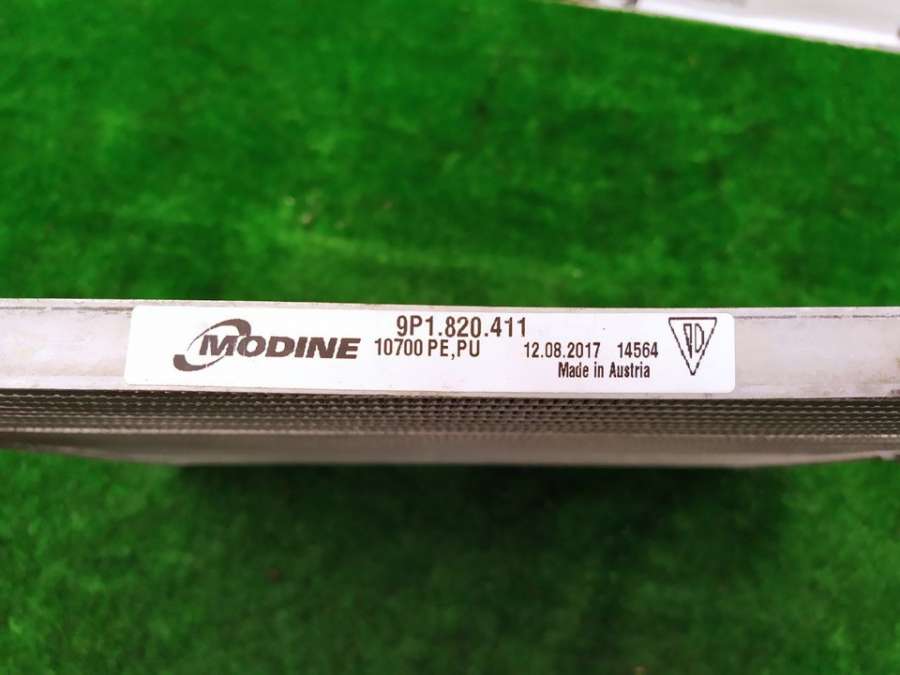 MODINE
9P1.820.411
10700 PE,PU 12.08.2017 14564
Made in Austria